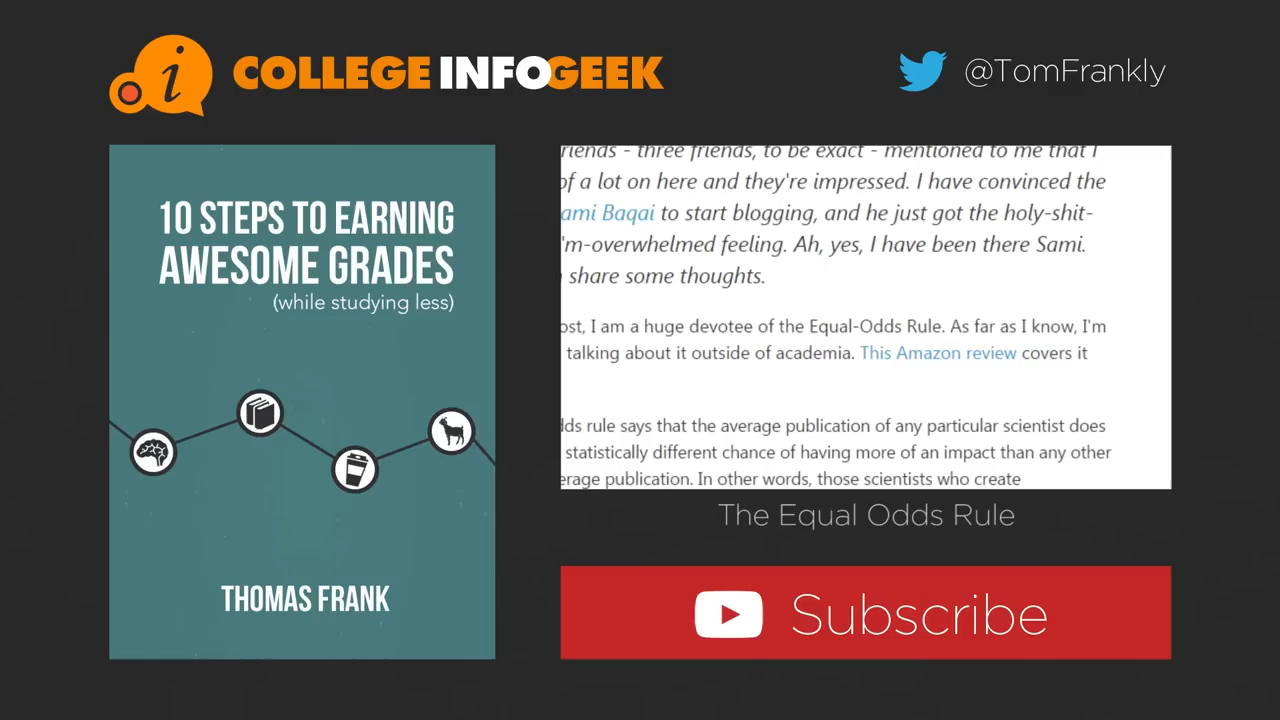 COLLEGE INFOGEEK
@TomFrankly
10 STEPS TO EARNING
AWESOME GRADES
(while studying less)
THOMAS FRANK
riends - three friends, to be exact - mentioned to me that I
of a lot on here and they're impressed. I have convinced the
ami Baqai to start blogging, and he just got the holy-shit-
'm-overwhelmed feeling. Ah, yes, I have been there Sami.
share some thoughts.
ost, I am a huge devotee of the Equal-Odds Rule. As far as I know, I'm
talking about it outside of academia. This Amazon review covers it
dds rule says that the average publication of any particular scientist does
statistically different chance of having more of an impact than any other
erage publication. In other words, those scientists who create
The Equal Odds Rule
Subscribe